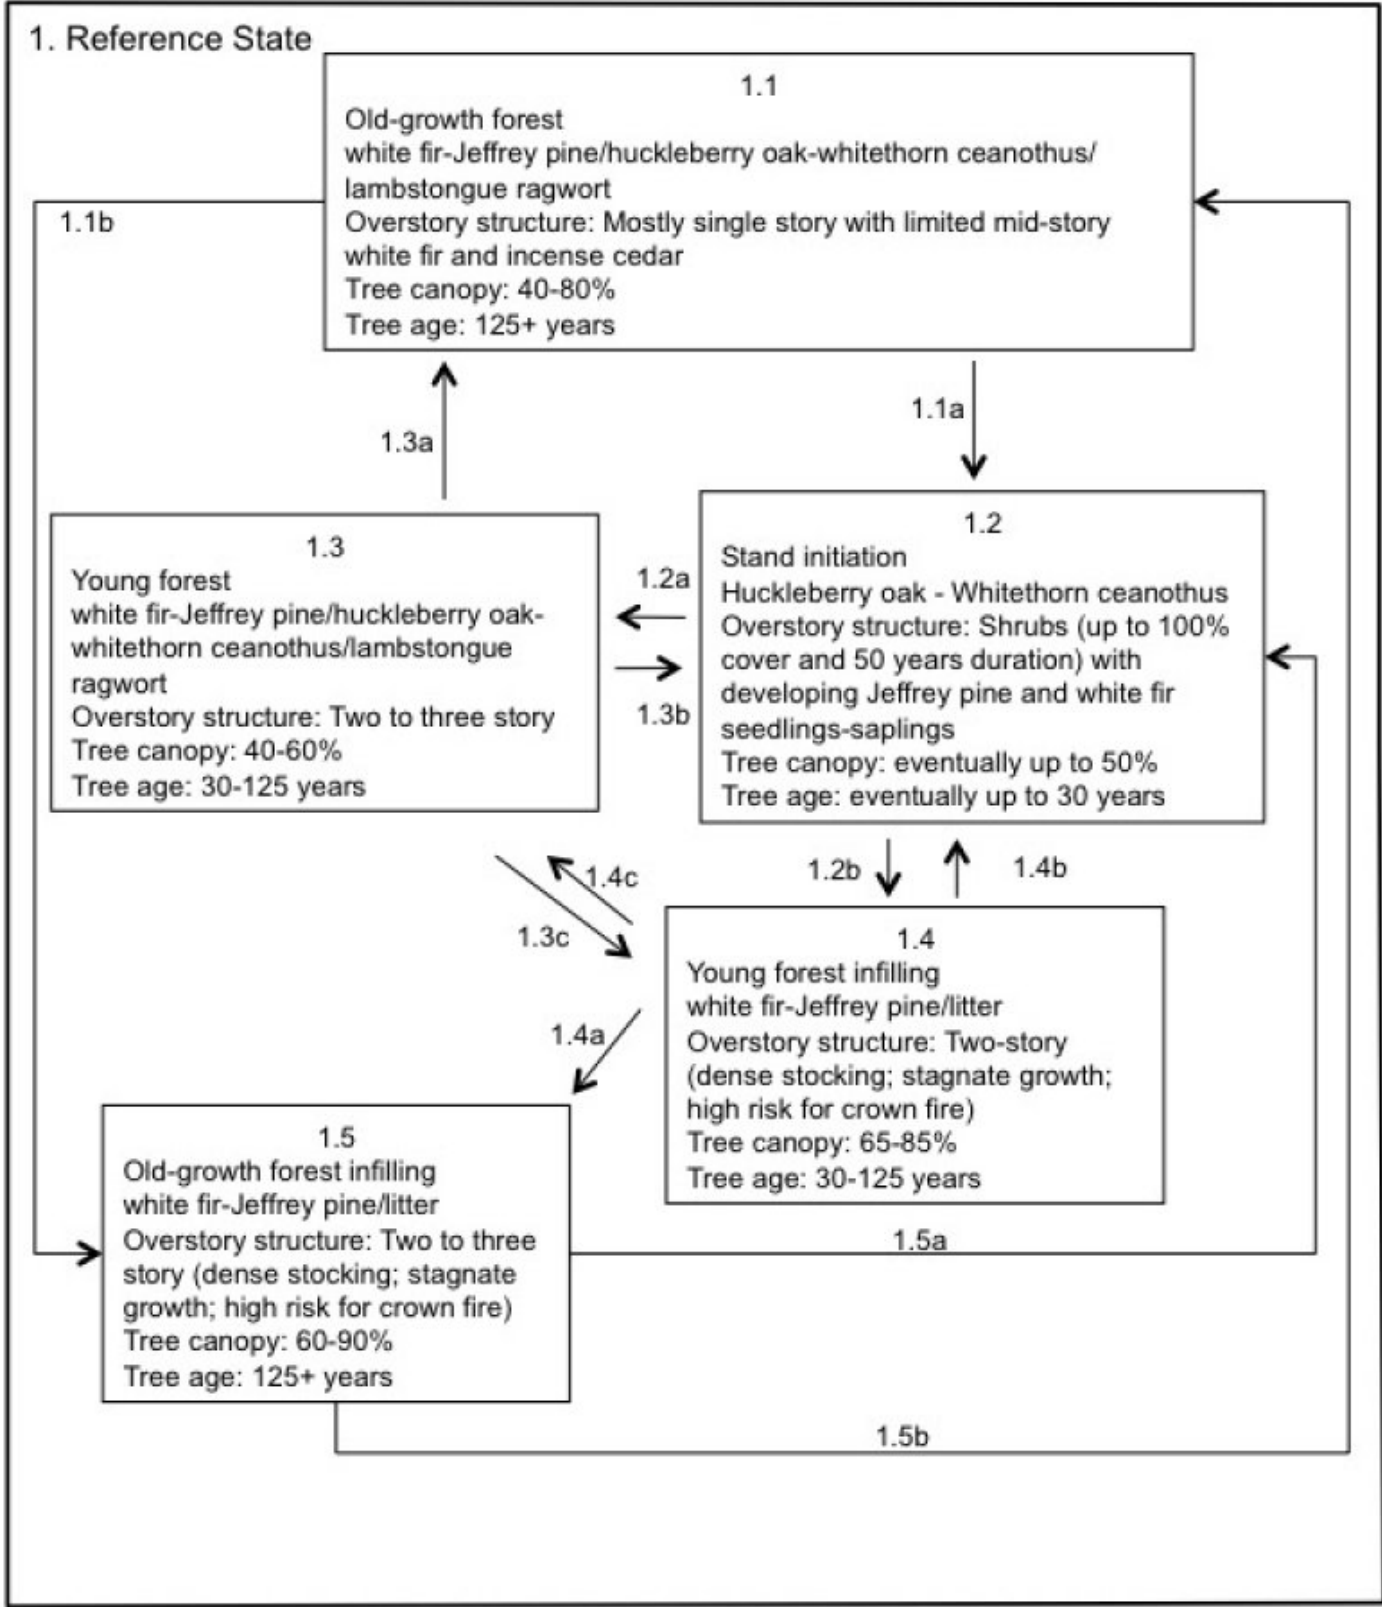 1. Reference State
1.1
Old-growth forest
white fir-Jeffrey pine/huckleberry oak-whitethorn ceanothus/
lambstongue ragwort
Overstory structure: Mostly single story with limited mid-story
white fir and incense cedar
Tree canopy: 40-80%
Tree age: 125+ years
1.1b
1.1a
1.3a
1.3
Young forest
white fir-Jeffrey pine/huckleberry oak-
whitethorn ceanothus/lambstongue
ragwort
Overstory structure: Two to three story
Tree canopy: 40-60%
Tree age: 30-125 years
1.2a
1.3b
1.2
Stand initiation
Huckleberry oak - Whitethorn ceanothus
Overstory structure: Shrubs (up to 100%
cover and 50 years duration) with
developing Jeffrey pine and white fir
seedlings-saplings
Tree canopy: eventually up to 50%
Tree age: eventually up to 30 years
1.4c
1.3c
1.2b
1.4b
1.4
Young forest infilling
white fir-Jeffrey pine/litter
Overstory structure: Two-story
(dense stocking; stagnate growth;
high risk for crown fire)
Tree canopy: 65-85%
Tree age: 30-125 years
1.4a
1.5
Old-growth forest infilling
white fir-Jeffrey pine/litter
Overstory structure: Two to three
story (dense stocking; stagnate
growth; high risk for crown fire)
Tree canopy: 60-90%
Tree age: 125+ years
1.5a
1.5b